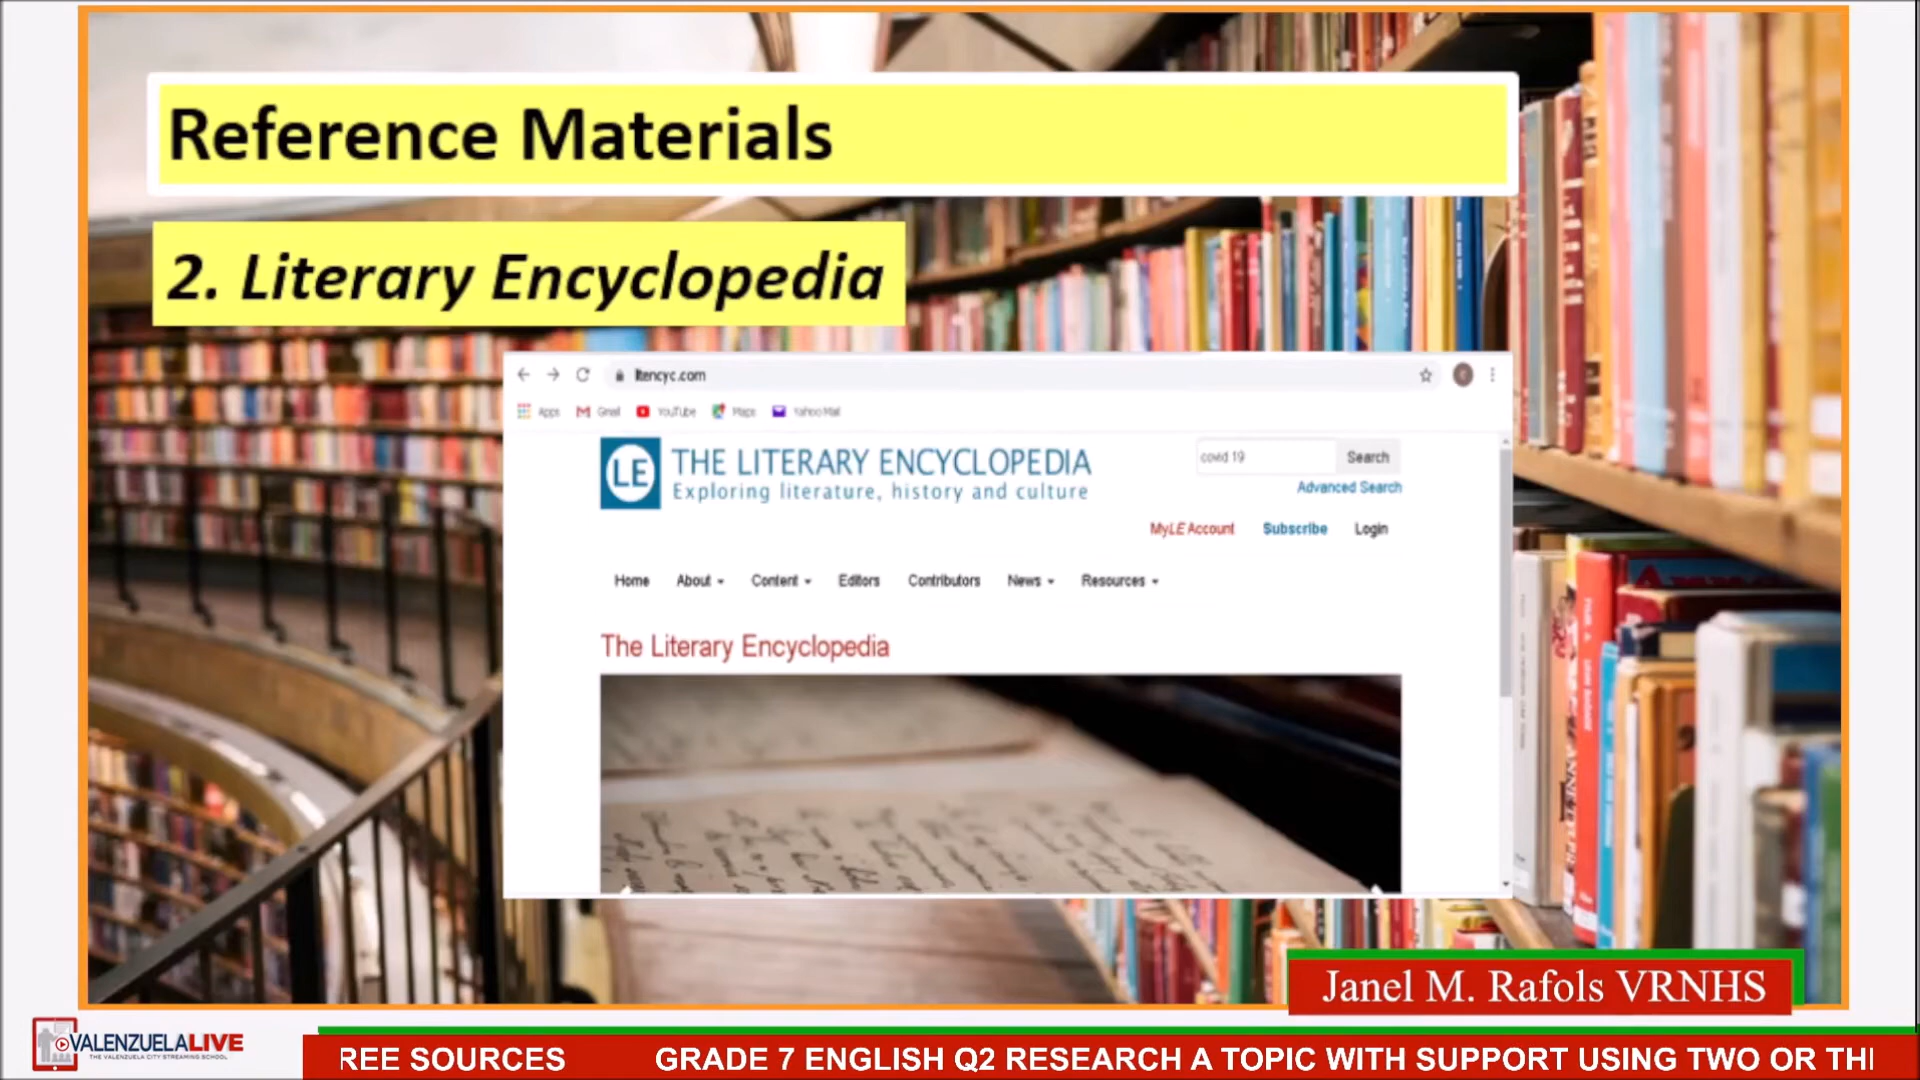 Reference Materials
2. Literary Encyclopedia
litencyc.com
Apps Gmail YouTube Maps Yahoo Mail
LE THE LITERARY ENCYCLOPEDIA
Exploring literature, history and culture
covid 19 Search
Advanced Search
MyLE Account Subscribe Login
Home About Content Editors Contributors News Resources
The Literary Encyclopedia
Janel M. Rafols VRNHS
VALENZUELALIVE
THE VALENZUELA CITY STREAMING SCHOOL
REE SOURCES GRADE 7 ENGLISH Q2 RESEARCH A TOPIC WITH SUPPORT USING TWO OR THI